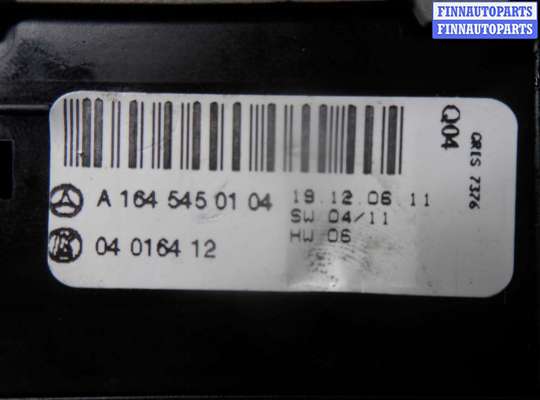 FINNAUTOPARTS
FINNAUTOPARTS
A 164 545 01 04
19.12.06 11
SW 04/11
HW 06
04 0164 12
Q04
CRIS 7376